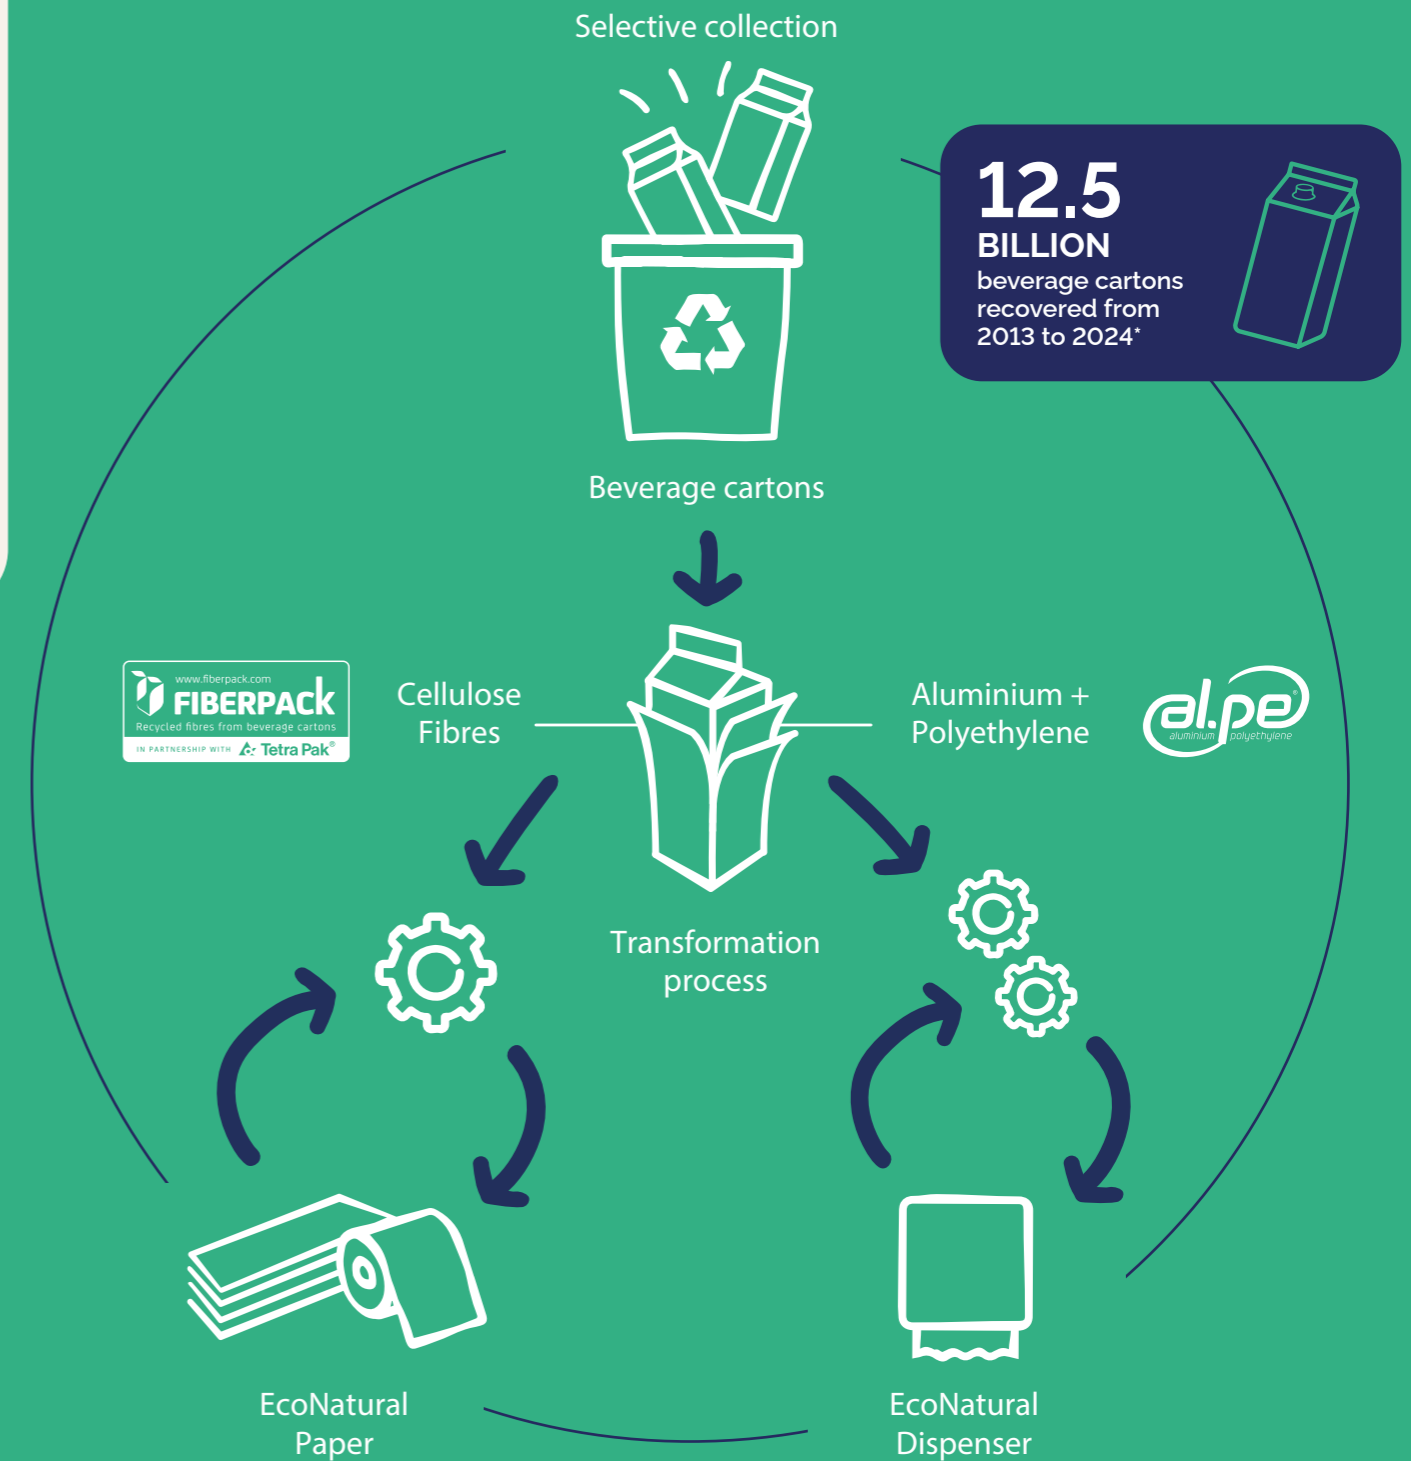 Selective collection
12.5
BILLION
beverage cartons
recovered from
2013 to 2024*
Beverage cartons
www.fiberpack.com
FIBERPACK
Recycled fibres from beverage cartons
IN PARTNERSHIP WITH Tetra Pak®
Cellulose
Fibres
Aluminium +
Polyethylene
al.pe®
aluminium polyethylene
Transformation
process
EcoNatural
Paper
EcoNatural
Dispenser